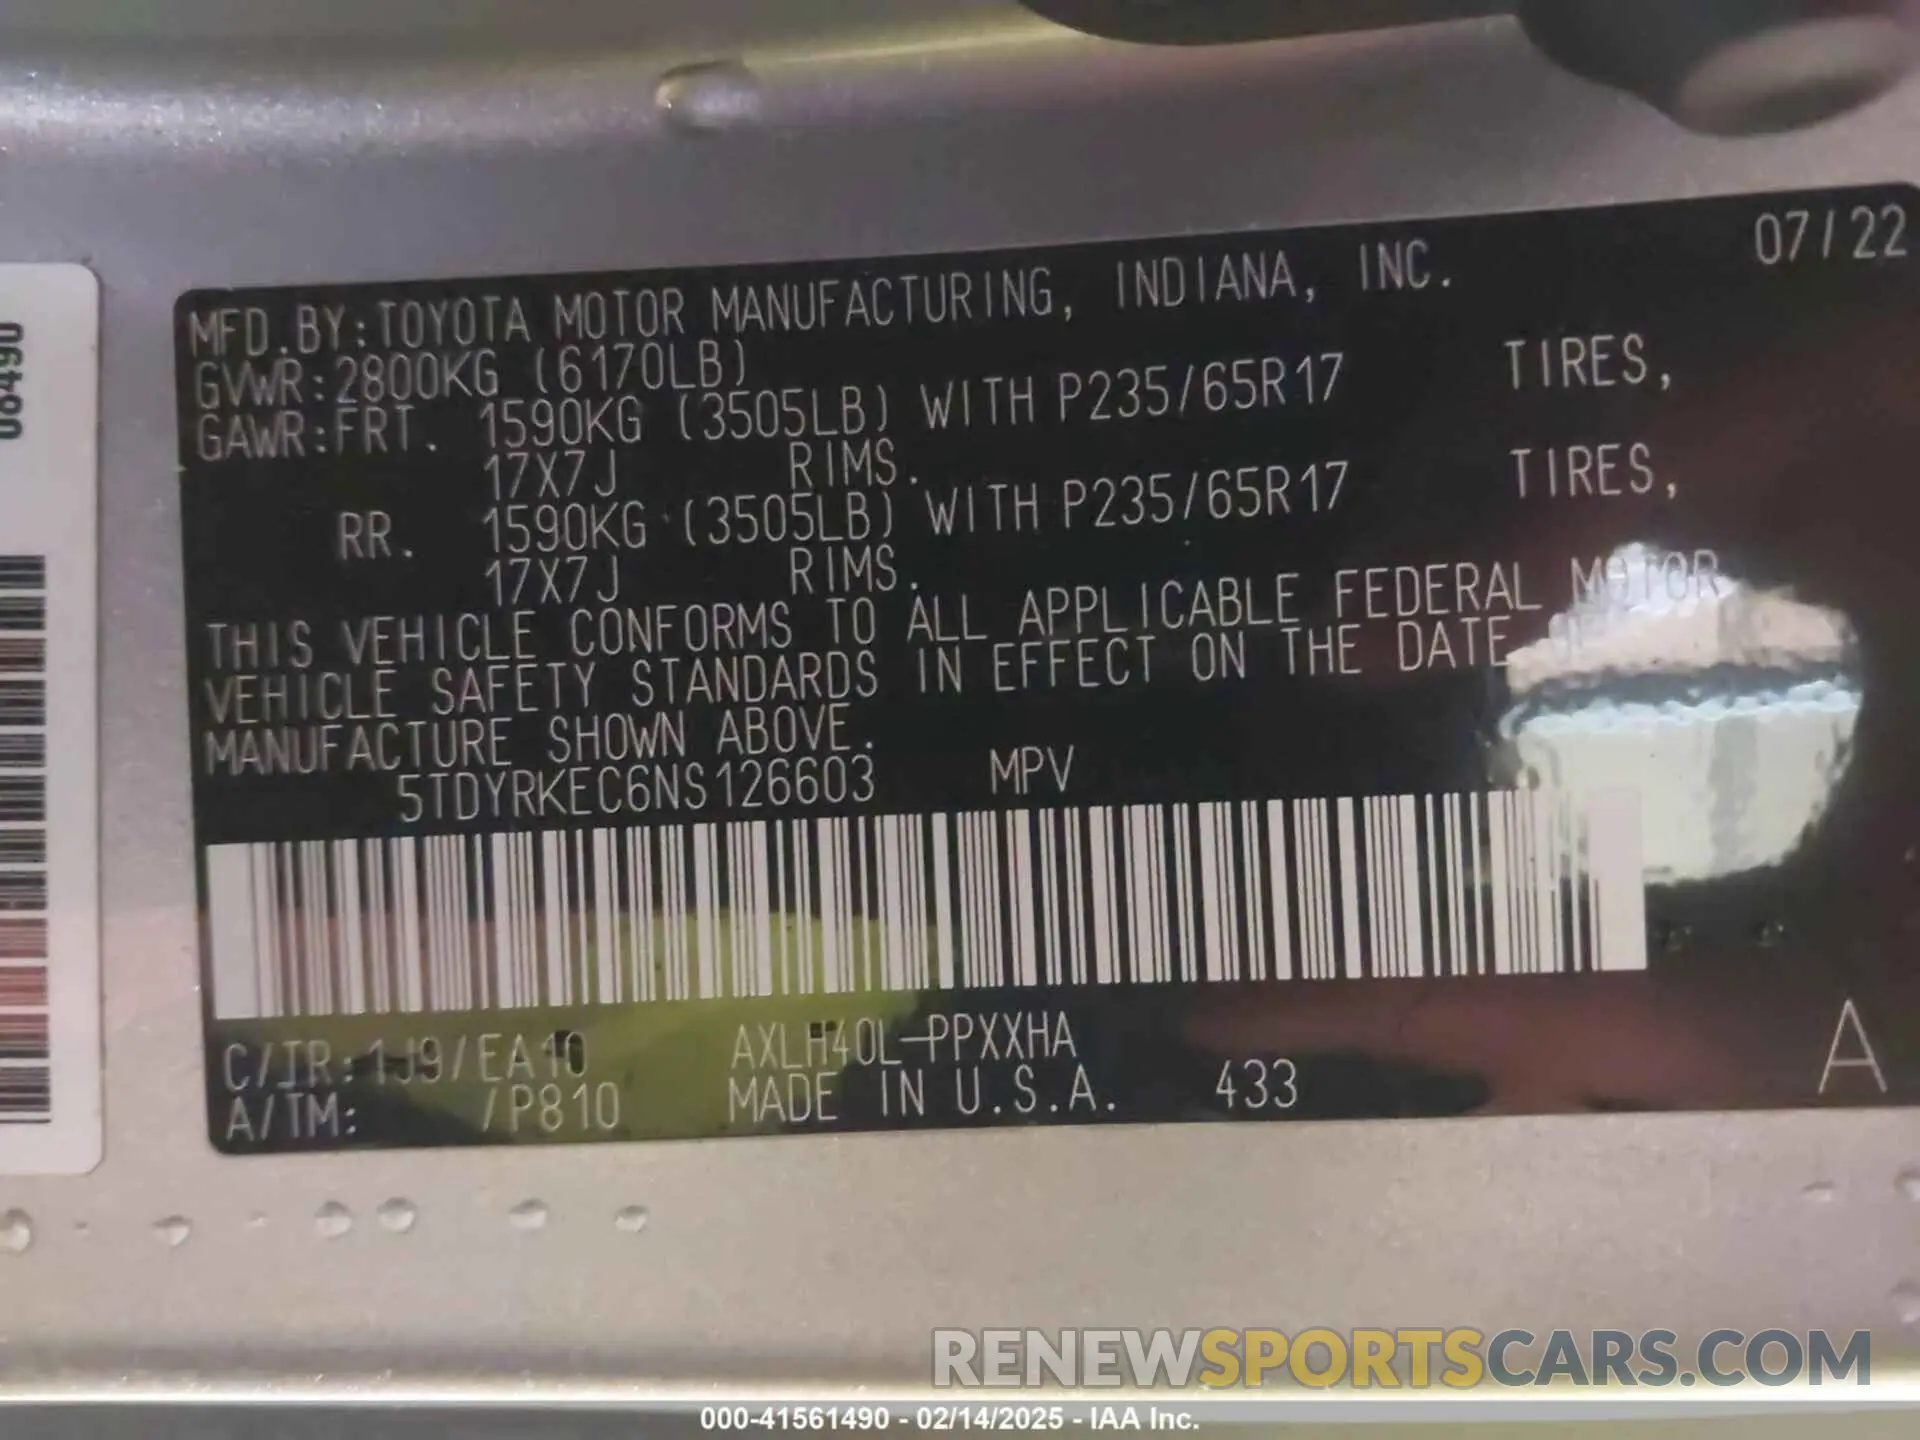 06490
07/22
MFD.BY:TOYOTA MOTOR MANUFACTURING, INDIANA, INC.
GVWR:2800KG (6170LB)
GAWR:FRT. 1590KG (3505LB) WITH P235/65R17 TIRES,
17X7J RIMS.
RR. 1590KG (3505LB) WITH P235/65R17 TIRES,
17X7J RIMS.
THIS VEHICLE CONFORMS TO ALL APPLICABLE FEDERAL MOTOR
VEHICLE SAFETY STANDARDS IN EFFECT ON THE DATE
MANUFACTURE SHOWN ABOVE.
5TDYRKEC6NS126603 MPV
C/TR:1J9/EA10 AXLH40L-PPXXHA
A/TM: /P810 MADE IN U.S.A. 433
A
RENEWSPORTSCARS.COM
000-41561490 - 02/14/2025 - IAA Inc.